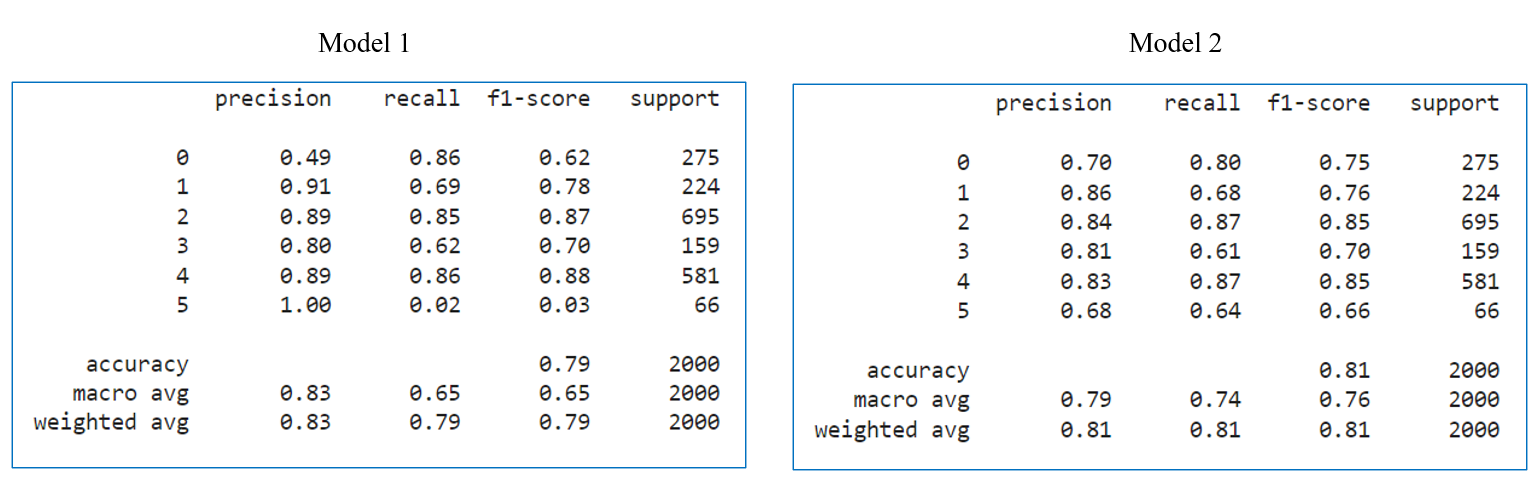 Model 1
precision recall f1-score support
0 0.49 0.86 0.62 275
1 0.91 0.69 0.78 224
2 0.89 0.85 0.87 695
3 0.80 0.62 0.70 159
4 0.89 0.86 0.88 581
5 1.00 0.02 0.03 66
accuracy 0.79 2000
macro avg 0.83 0.65 0.65 2000
weighted avg 0.83 0.79 0.79 2000
Model 2
precision recall f1-score support
0 0.70 0.80 0.75 275
1 0.86 0.68 0.76 224
2 0.84 0.87 0.85 695
3 0.81 0.61 0.70 159
4 0.83 0.87 0.85 581
5 0.68 0.64 0.66 66
accuracy 0.81 2000
macro avg 0.79 0.74 0.76 2000
weighted avg 0.81 0.81 0.81 2000